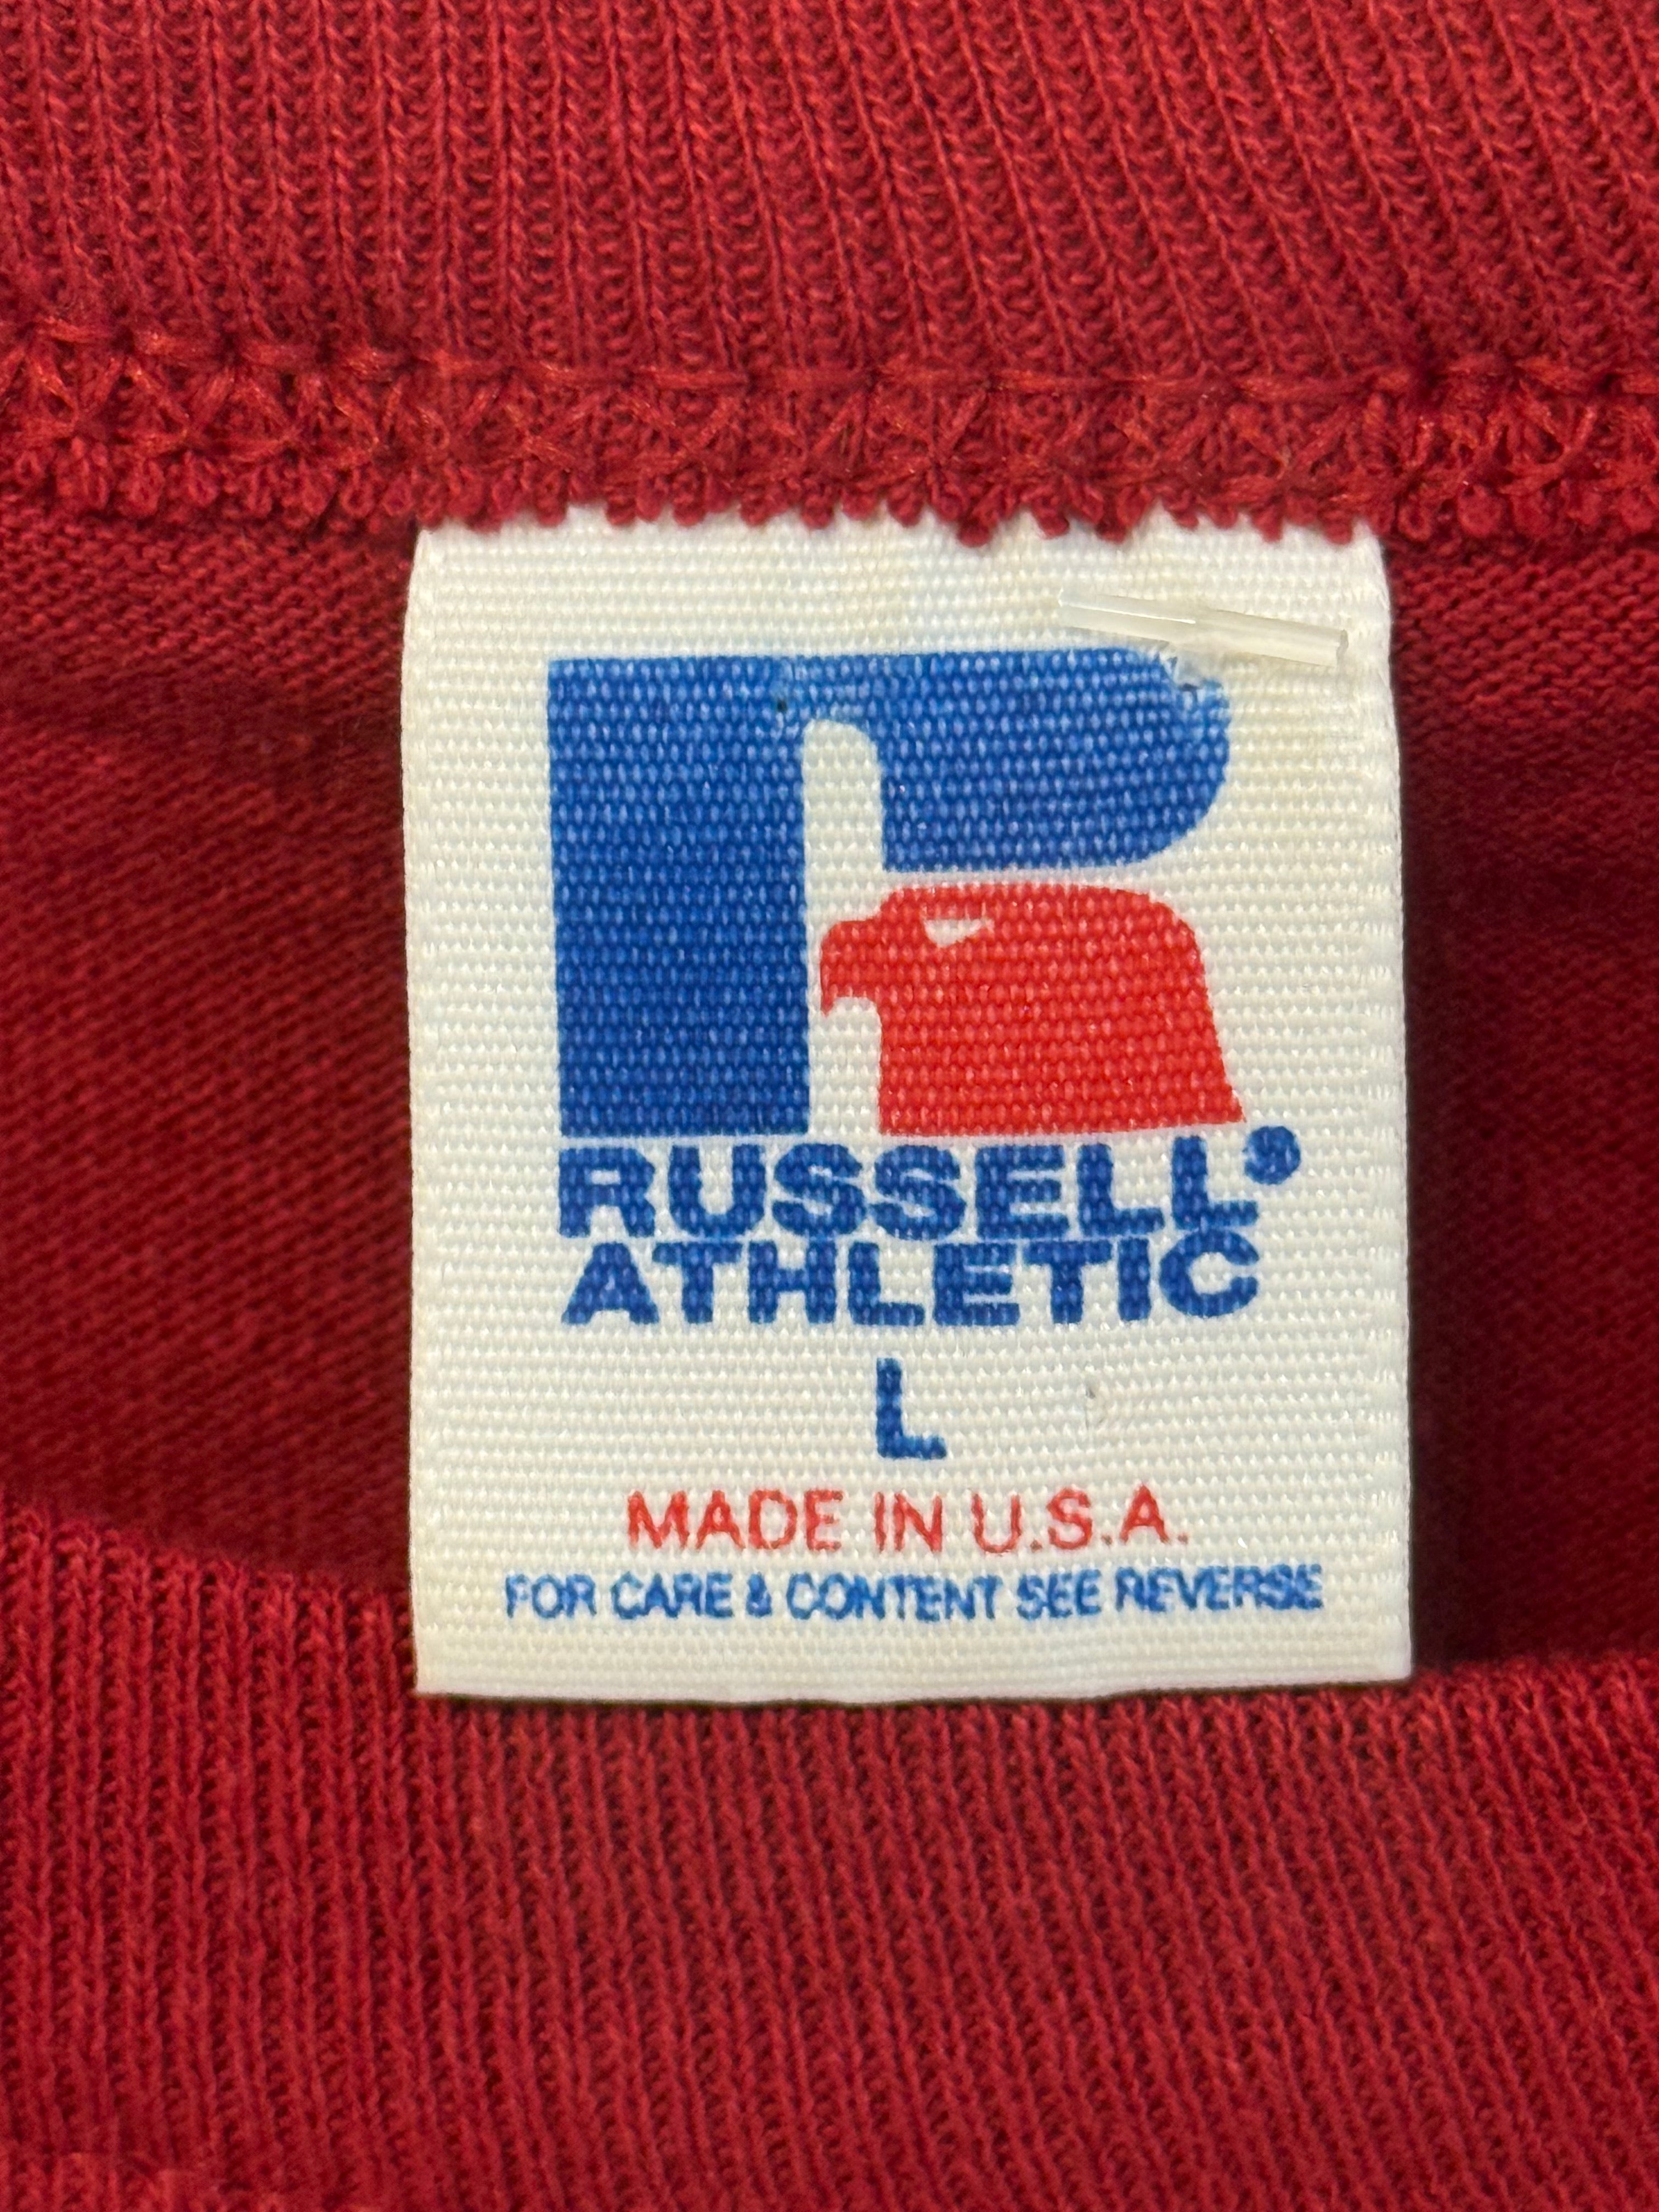 RUSSELL®
ATHLETIC
L
MADE IN U.S.A.
FOR CARE & CONTENT SEE REVERSE